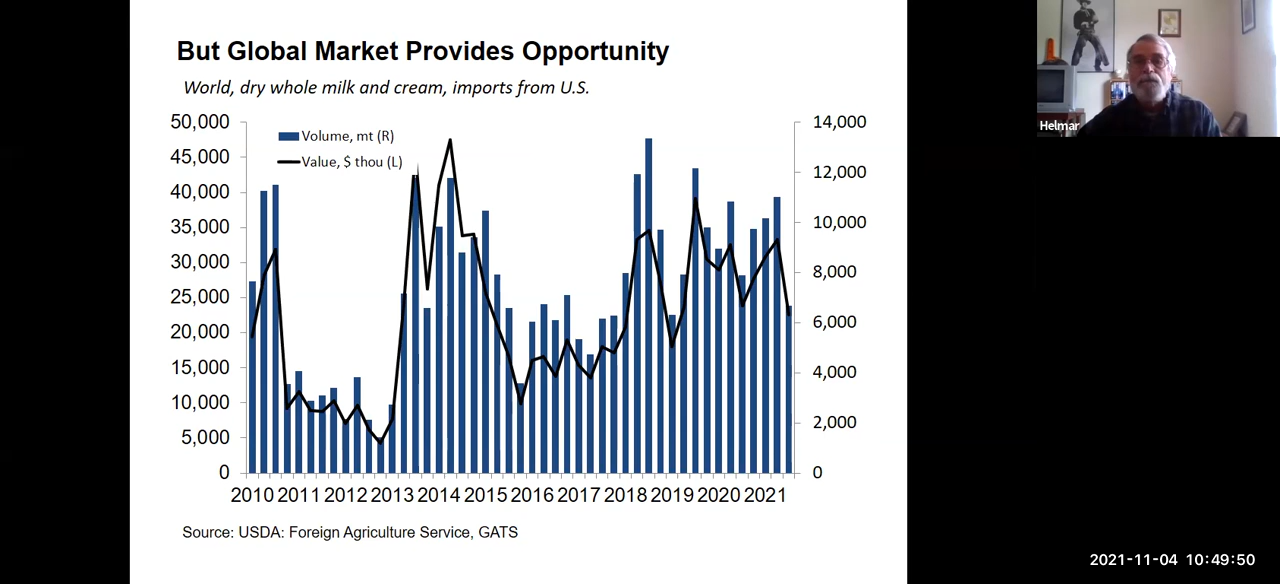 But Global Market Provides Opportunity
World, dry whole milk and cream, imports from U.S.
50,000
45,000
40,000
35,000
30,000
25,000
20,000
15,000
10,000
5,000
0
Volume, mt (R)
Value, $ thou (L)
14,000
12,000
10,000
8,000
6,000
4,000
2,000
0
2010 2011 2012 2013 2014 2015 2016 2017 2018 2019 2020 2021
Source: USDA: Foreign Agriculture Service, GATS
Helmar
2021-11-04 10:49:50